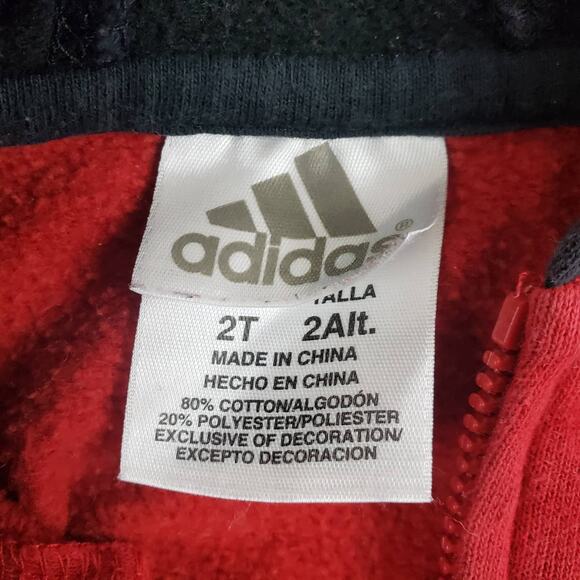 adidas®
TALLA
2T 2Alt.
MADE IN CHINA
HECHO EN CHINA
80% COTTON/ALGODÓN
20% POLYESTER/POLIESTER
EXCLUSIVE OF DECORATION/
EXCEPTO DECORACION